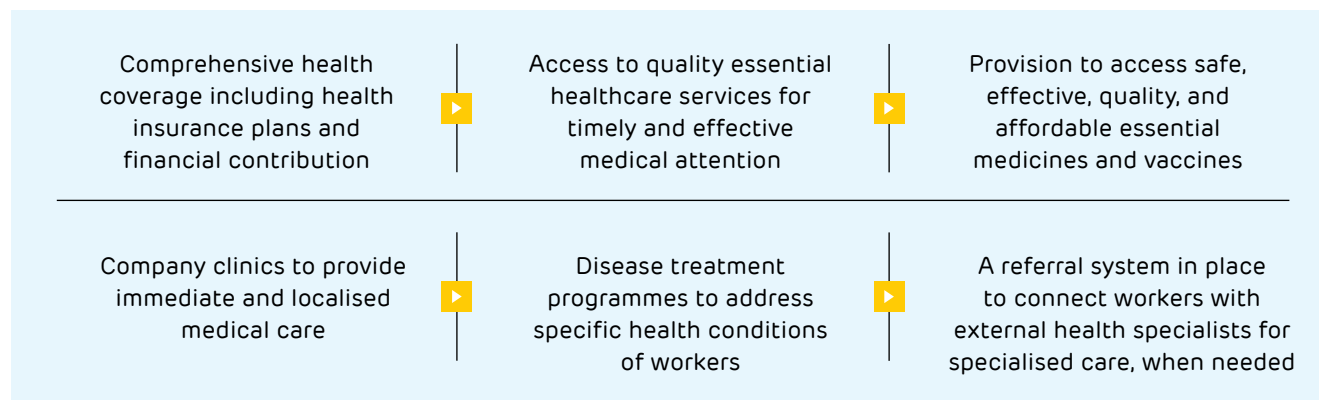 Comprehensive health
coverage including health
insurance plans and
financial contribution
Access to quality essential
healthcare services for
timely and effective
medical attention
Provision to access safe,
effective, quality, and
affordable essential
medicines and vaccines
Company clinics to provide
immediate and localised
medical care
Disease treatment
programmes to address
specific health conditions
of workers
A referral system in place
to connect workers with
external health specialists for
specialised care, when needed